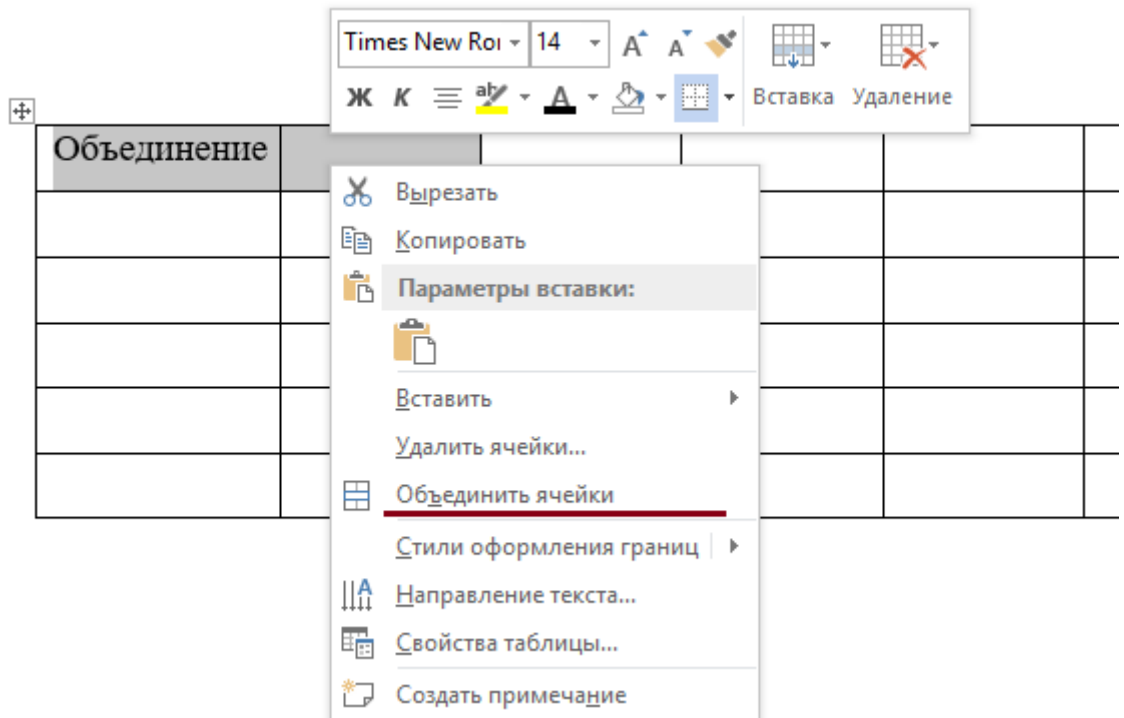 Times New Roı 14
Ж К Вставка Удаление
Объединение
Вырезать
Копировать
Параметры вставки:
Вставить
Удалить ячейки...
Объединить ячейки
Стили оформления границ
Направление текста...
Свойства таблицы...
Создать примечание